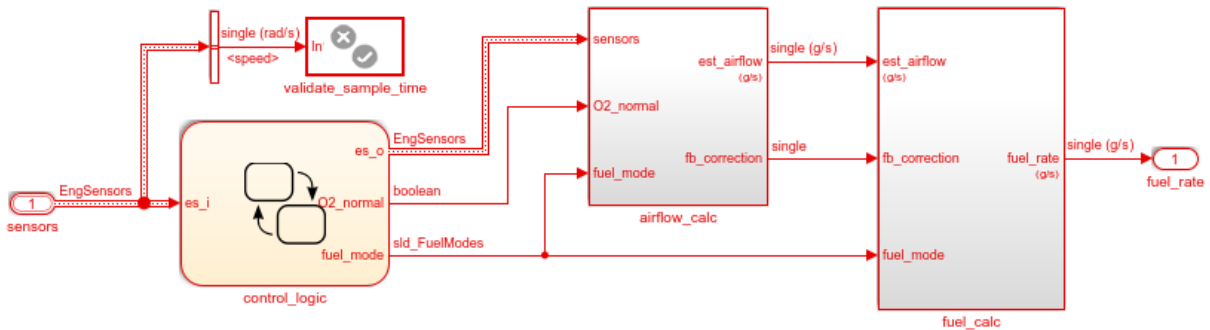 single (rad/s)
<speed>
In
validate_sample_time
EngSensors
1
sensors
es_i
es_o
O2_normal
fuel_mode
control_logic
EngSensors
boolean
sld_FuelModes
sensors
O2_normal
fuel_mode
est_airflow
(g/s)
fb_correction
airflow_calc
single (g/s)
single
est_airflow
(g/s)
fb_correction
fuel_mode
fuel_rate
(g/s)
fuel_calc
single (g/s)
1
fuel_rate